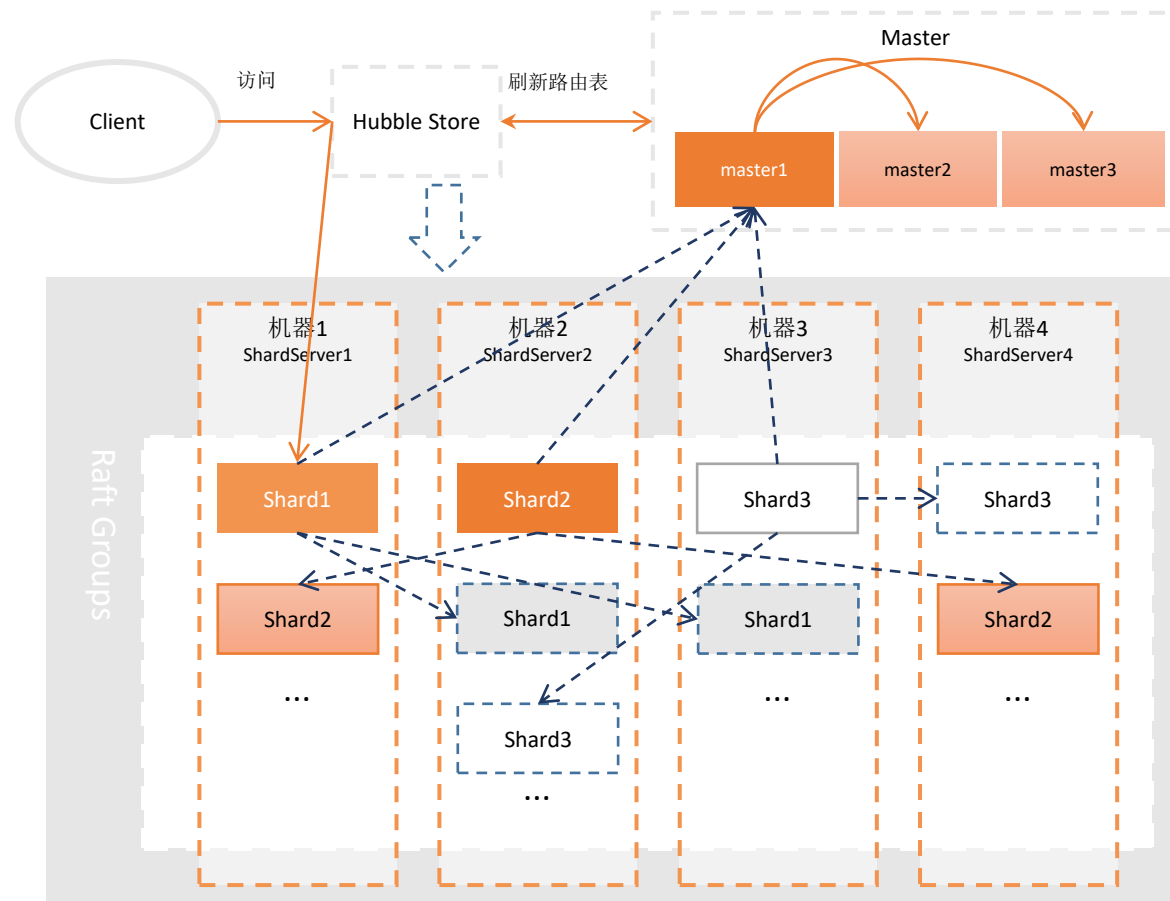 Master
访问
刷新路由表
Client
Hubble Store
master1
master2
master3
机器1
ShardServer1
机器2
ShardServer2
机器3
ShardServer3
机器4
ShardServer4
Raft Groups
Shard1
Shard2
Shard3
Shard3
Shard2
Shard1
Shard1
Shard2
...
...
...
Shard3
...